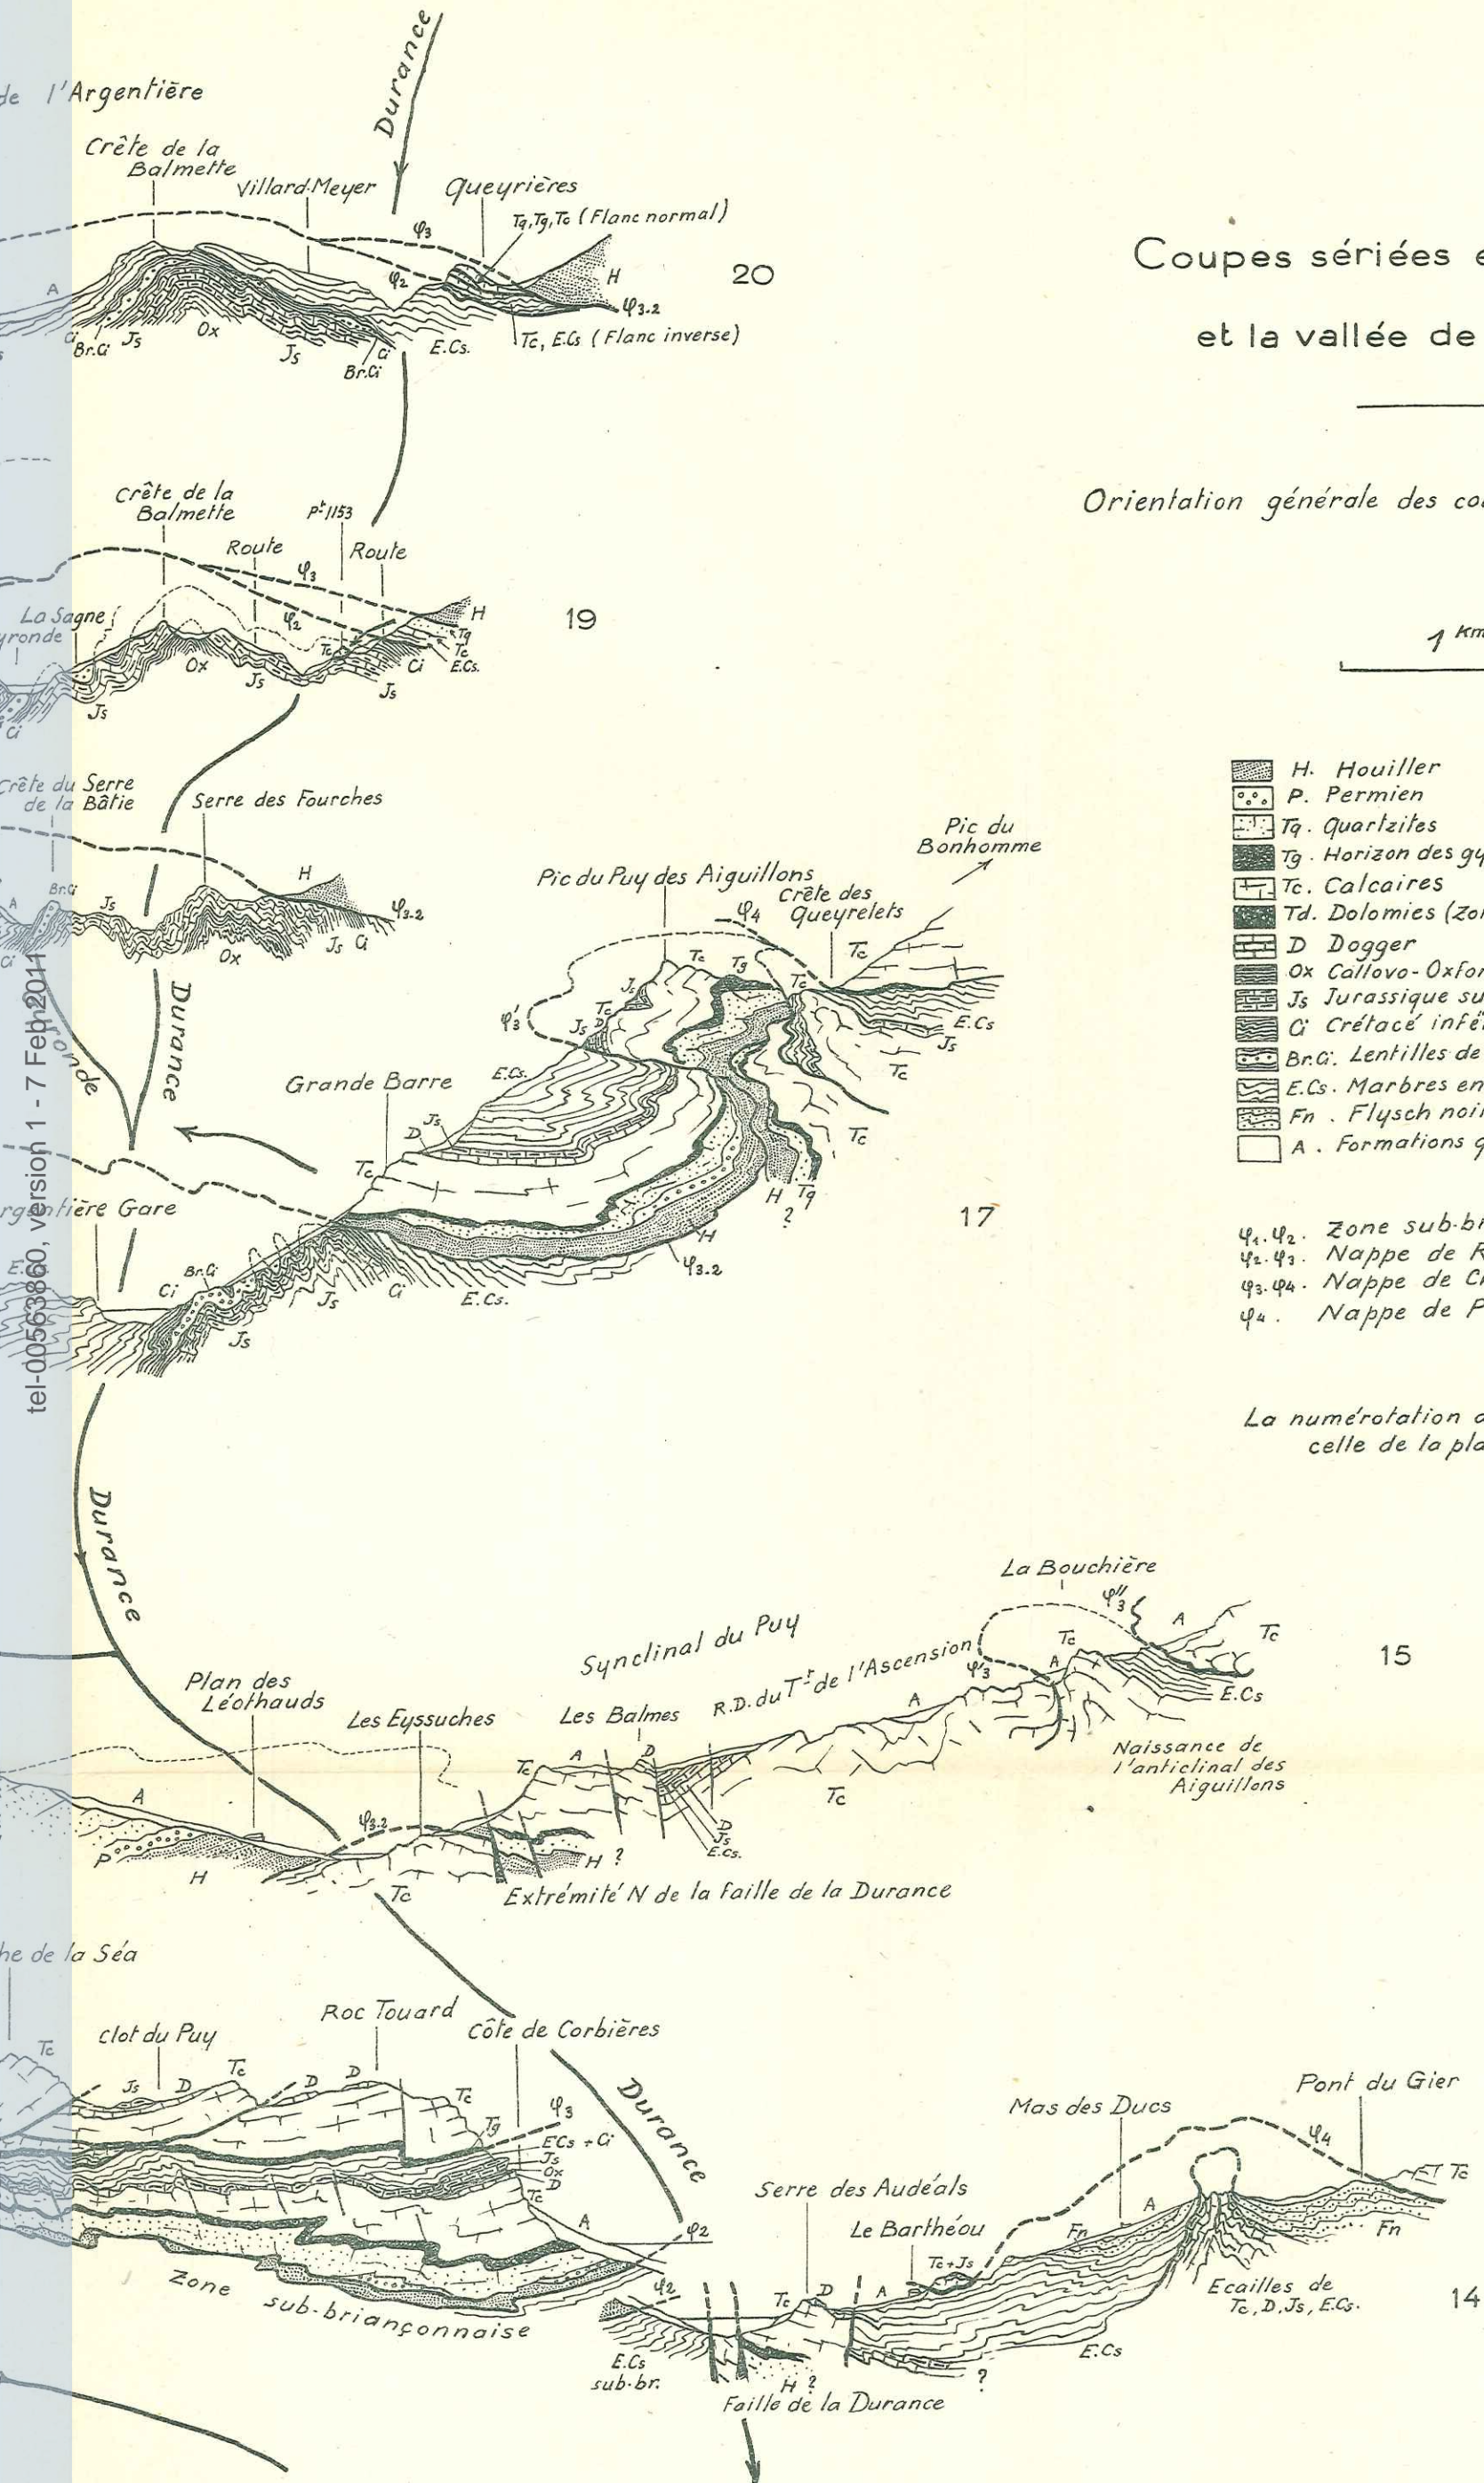 de l'Argentière
Durance
Crête de la
Balmette
Villard-Meyer
Queyrières
Tq, Tg, Tc (Flanc normal)
φ3
φ2
A
H
φ3-2
20
Ci
Br.Ci
Js
Ox
Js
Br.Ci
Ci
E.Cs.
Tc, E.Cs (Flanc inverse)
Coupes sériées e
et la vallée de
Orientation générale des co
1 Km
Crête de la
Balmette
Pt 1153
Route
Route
φ3
φ2
La Sagne
yronde
H
Tq
Tc
E.Cs.
Tc
Ci
Ox
Js
Js
Js
Ci
19
Crête du Serre
de la Bâtie
Serre des Fourches
H
φ3-2
A
Br.Ci
Js
Ci
Ox
Js
Ci
Durance
H. Houiller
P. Permien
Tq. Quartzites
Tg. Horizon des gy
Tc. Calcaires
Td. Dolomies (Zo
D Dogger
Ox Callovo-Oxfor
Js Jurassique su
Ci Crétacé infé
Br.Ci. Lentilles de
E.Cs. Marbres en
Fn. Flysch noi
A. Formations q
φ1.φ2. Zone sub-br
φ2.φ3. Nappe de R
φ3.φ4. Nappe de C
φ4. Nappe de P
La numérotation d
celle de la pla
Pic du
Bonhomme
Pic du Puy des Aiguillons
Crête des
Queyrelets
φ4
Tc
Tc
Tg
Tc
Js
Tc
Js
D
φ'3
E.Cs
Js
Tc
Grande Barre
E.Cs.
Js
D
Tc
Tc
H
Tg
?
H
φ3-2
17
rgentière Gare
Br.Ci
Ci
Js
Ci
E.Cs.
Js
tel-00563860, version 1 - 7 Feb 2011
Durance
La Bouchière
φ''3
A
Tc
15
Synclinal du Puy
R.D. du Tt de l'Ascension
φ'3
A
Tc
A
E.Cs
Plan des
Léothauds
Les Eyssuches
Les Balmes
Tc
A
D
Naissance de
l'anticlinal des
Aiguillons
A
φ3-2
Tc
D
Js
E.Cs.
P
H
H ?
Tc
Extrémité N de la faille de la Durance
he de la Séa
Roc Touard
Clot du Puy
Côte de Corbières
Tc
Js
D
Tc
D
D
Tc
Tg
φ3
E.Cs + Ci
Js
Ox
D
Tc
A
φ2
Durance
Zone sub-briançonnaise
Pont du Gier
Mas des Ducs
φ4
Tc
Serre des Audéals
Le Barthéou
A
Fn
Fn
Tc+Js
φ2
Tc
D
A
Ecailles de
Tc, D, Js, E.Cs.
14
E.Cs
E.Cs
sub-br.
H ?
?
Faille de la Durance